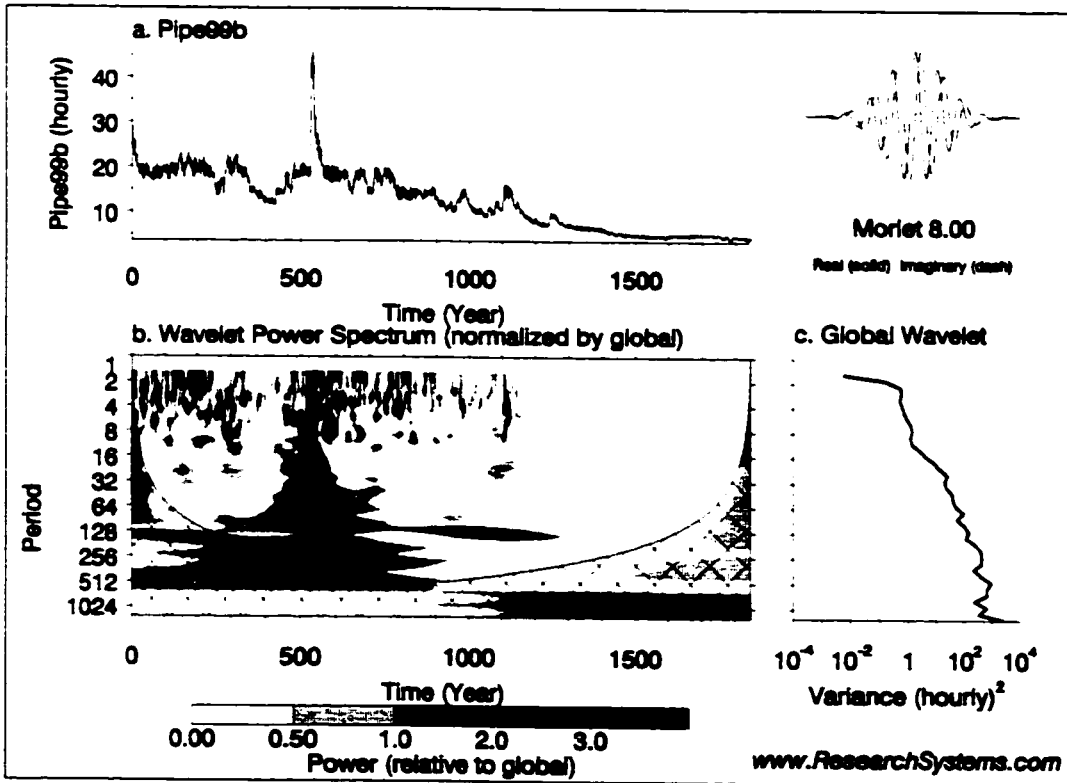 a. Pipe99b
Pipe99b (hourly)
40
30
20
10
0 500 1000 1500
Time (Year)
Morlet 8.00
Real (solid) Imaginary (dash)
b. Wavelet Power Spectrum (normalized by global)
Period
1
2
4
8
16
32
64
128
256
512
1024
0 500 1000 1500
Time (Year)
0.00 0.50 1.0 2.0 3.0
Power (relative to global)
c. Global Wavelet
10-4 10-2 1 102 104
Variance (hourly)2
www.ResearchSystems.com